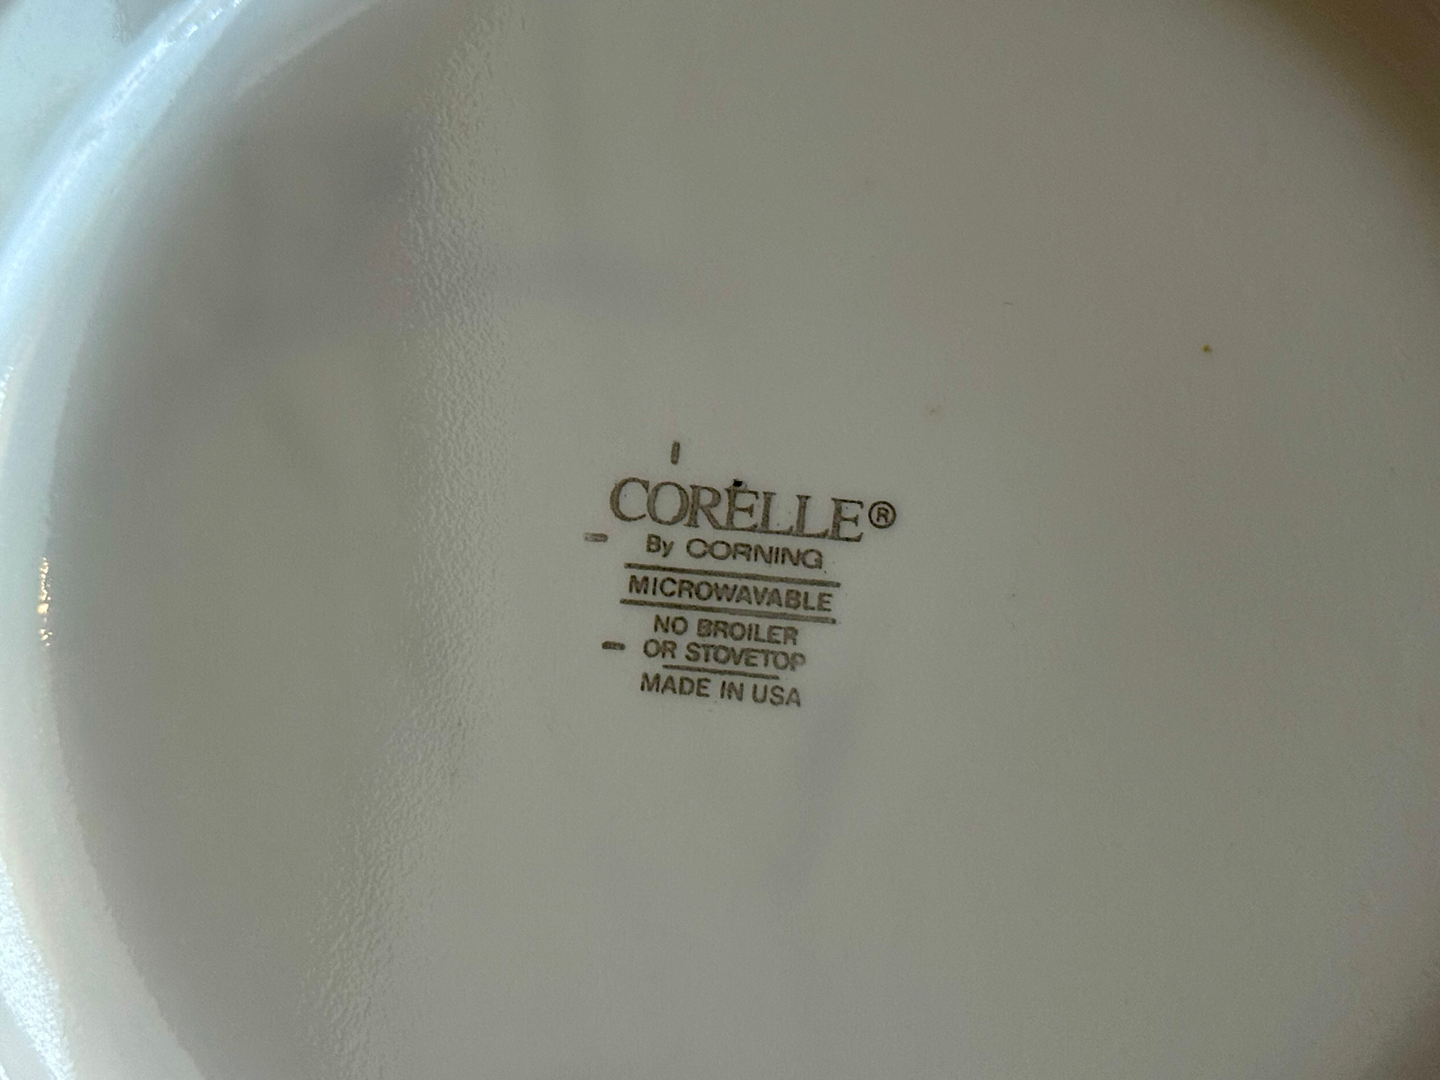 CORELLE®
By CORNING
MICROWAVABLE
NO BROILER
OR STOVETOP
MADE IN USA